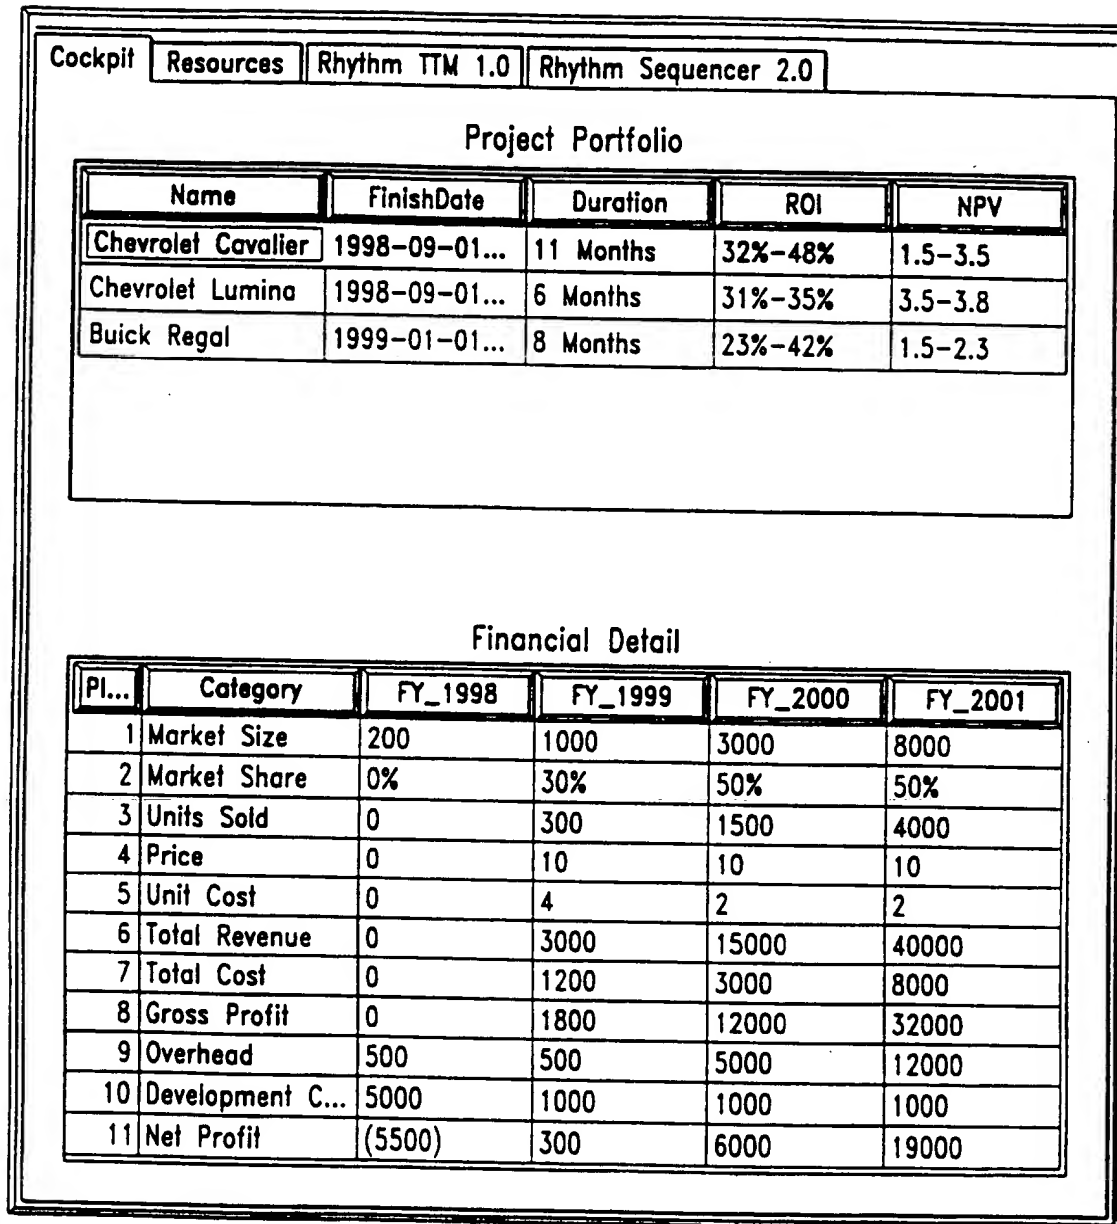 Cockpit Resources Rhythm TTM 1.0 Rhythm Sequencer 2.0
Project Portfolio
Name FinishDate Duration ROI NPV
Chevrolet Cavalier 1998-09-01... 11 Months 32%-48% 1.5-3.5
Chevrolet Lumina 1998-09-01... 6 Months 31%-35% 3.5-3.8
Buick Regal 1999-01-01... 8 Months 23%-42% 1.5-2.3
Financial Detail
Pl... Category FY_1998 FY_1999 FY_2000 FY_2001
1 Market Size 200 1000 3000 8000
2 Market Share 0% 30% 50% 50%
3 Units Sold 0 300 1500 4000
4 Price 0 10 10 10
5 Unit Cost 0 4 2 2
6 Total Revenue 0 3000 15000 40000
7 Total Cost 0 1200 3000 8000
8 Gross Profit 0 1800 12000 32000
9 Overhead 500 500 5000 12000
10 Development C... 5000 1000 1000 1000
11 Net Profit (5500) 300 6000 19000